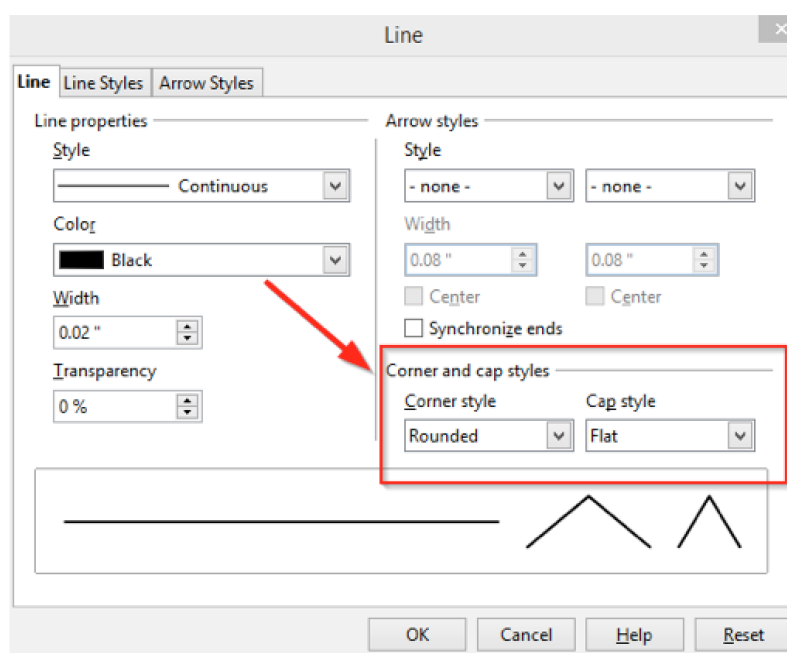 Line
Line Line Styles Arrow Styles
Line properties
Style
Continuous
Color
Black
Width
0.02 "
Transparency
0 %
Arrow styles
Style
- none - - none -
Width
0.08 " 0.08 "
Center Center
Synchronize ends
Corner and cap styles
Corner style Cap style
Rounded Flat
OK Cancel Help Reset